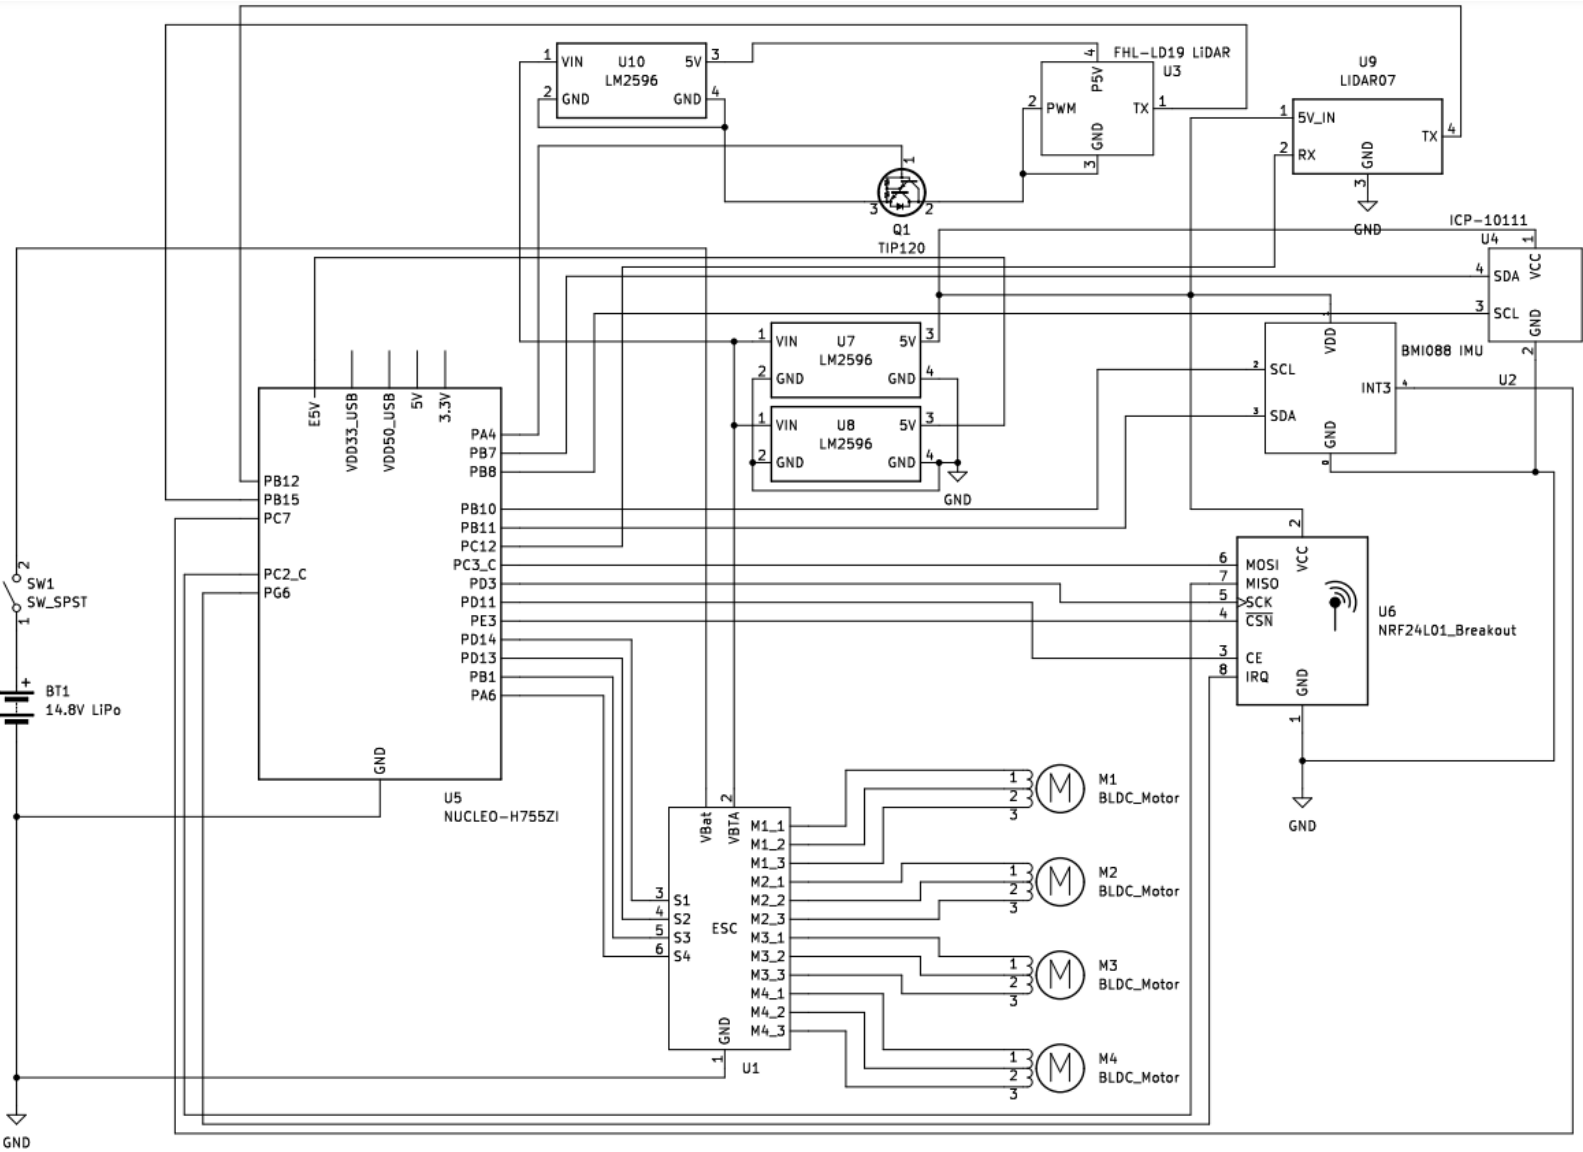 1 VIN U10 5V 3
LM2596
2 GND GND 4
4
P5V
FHL-LD19 LiDAR
U3
2 PWM TX 1
GND
3
U9
LIDAR07
1 5V_IN
TX 4
2 RX
GND
3
GND
1
3 2
Q1
TIP120
ICP-10111
U4
1
VCC
4 SDA
3 SCL
GND
2
1 VIN U7 5V 3
LM2596
2 GND GND 4
1 VIN U8 5V 3
LM2596
2 GND GND 4
GND
VDD
BMI088 IMU
2 SCL
INT3 4
U2
3 SDA
GND
E5V
VDD33_USB
VDD50_USB
5V
3.3V
PA4
PB7
PB8
PB12
PB15
PC7
PB10
PB11
PC12
PC3_C
PC2_C
PD3
PG6
PD11
PE3
PD14
PD13
PB1
PA6
GND
U5
NUCLEO-H755ZI
2
SW1
SW_SPST
1
+
BT1
14.8V LiPo
GND
2
VCC
6 MOSI
7 MISO
5 SCK
4 CSN
3 CE
8 IRQ
GND
1
U6
NRF24L01_Breakout
GND
2
VBat
VBTA
M1_1
M1_2
M1_3
M2_1
M2_2
M2_3
M3_1
M3_2
M3_3
M4_1
M4_2
M4_3
3 S1
4 S2
5 S3
6 S4
ESC
GND
1
U1
1
2
3
M
M1
BLDC_Motor
1
2
3
M
M2
BLDC_Motor
1
2
3
M
M3
BLDC_Motor
1
2
3
M
M4
BLDC_Motor